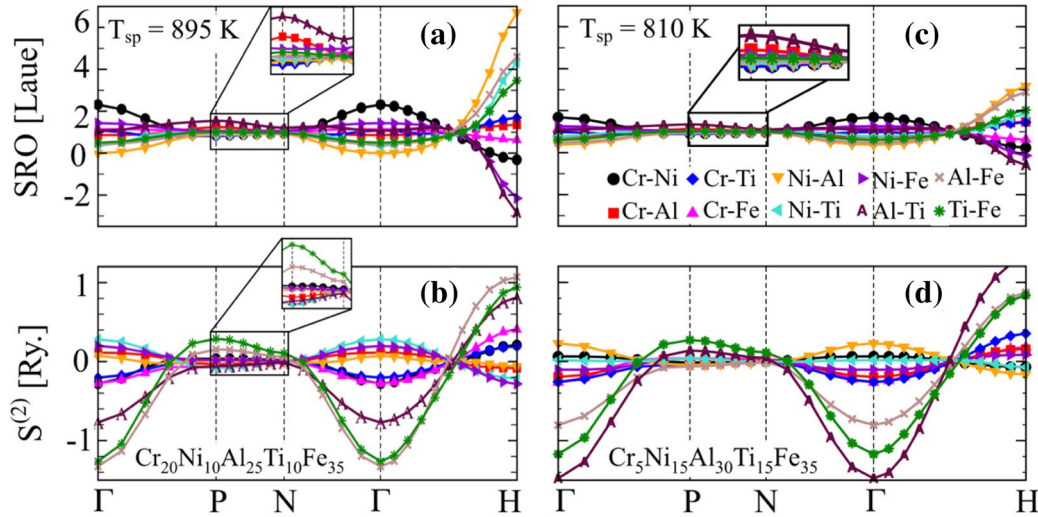 T_sp = 895 K
(a)
SRO [Laue]
6
4
2
0
-2
T_sp = 810 K
(c)
Cr-Ni Cr-Ti Ni-Al Ni-Fe Al-Fe
Cr-Al Cr-Fe Ni-Ti Al-Ti Ti-Fe
(b)
S^(2) [Ry.]
1
0
-1
Cr20Ni10Al25Ti10Fe35
Γ P N Γ H
(d)
Cr5Ni15Al30Ti15Fe35
Γ P N Γ H